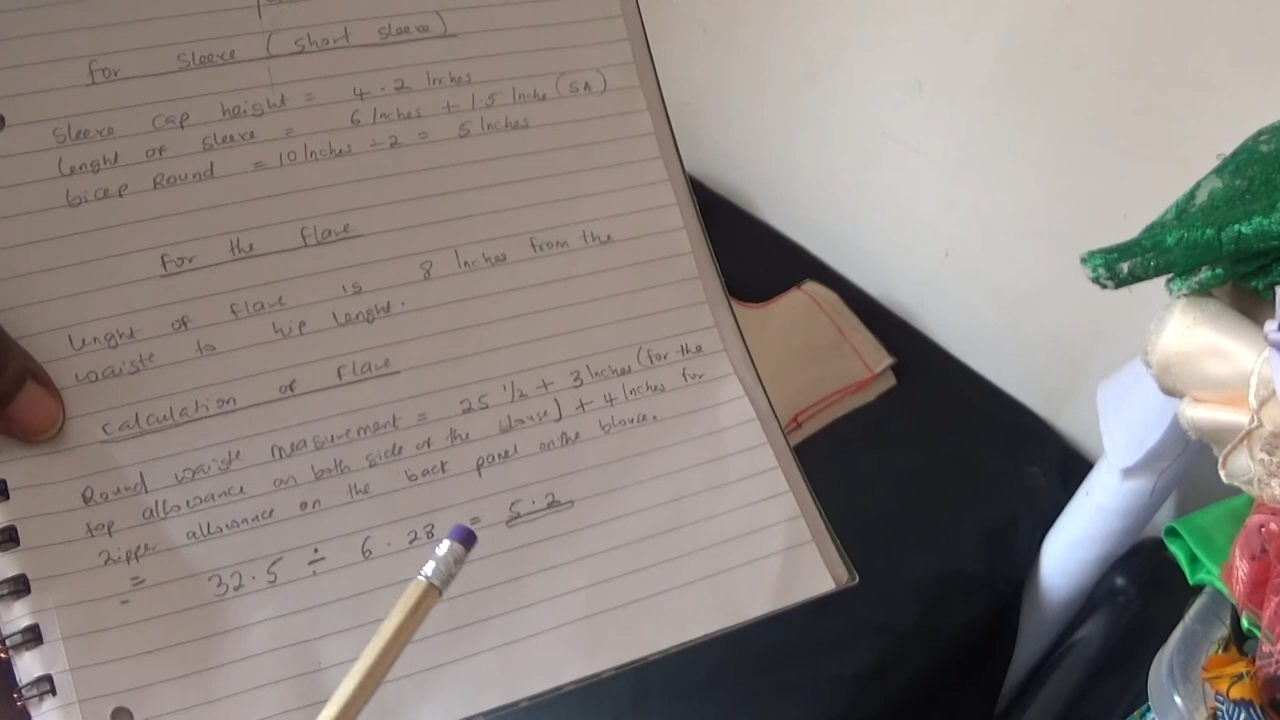 for sleeve (short sleeve)
Sleeve cap height = 4.2 Inches
lenght of sleeve = 6 Inches + 1.5 Inche (SA)
bicep Round = 10 Inches ÷ 2 = 5 Inches
For the flare
lenght of flare is 8 Inches from the
waiste to hip lenght.
Calculation of Flare
Round waiste measurement = 25 1/2 + 3 Inches (for the
top allowance on both side of the blouse) + 4 Inches for
Zipper allowance on the back panel on the blouse.
= 32.5 ÷ 6.28 = 5.2